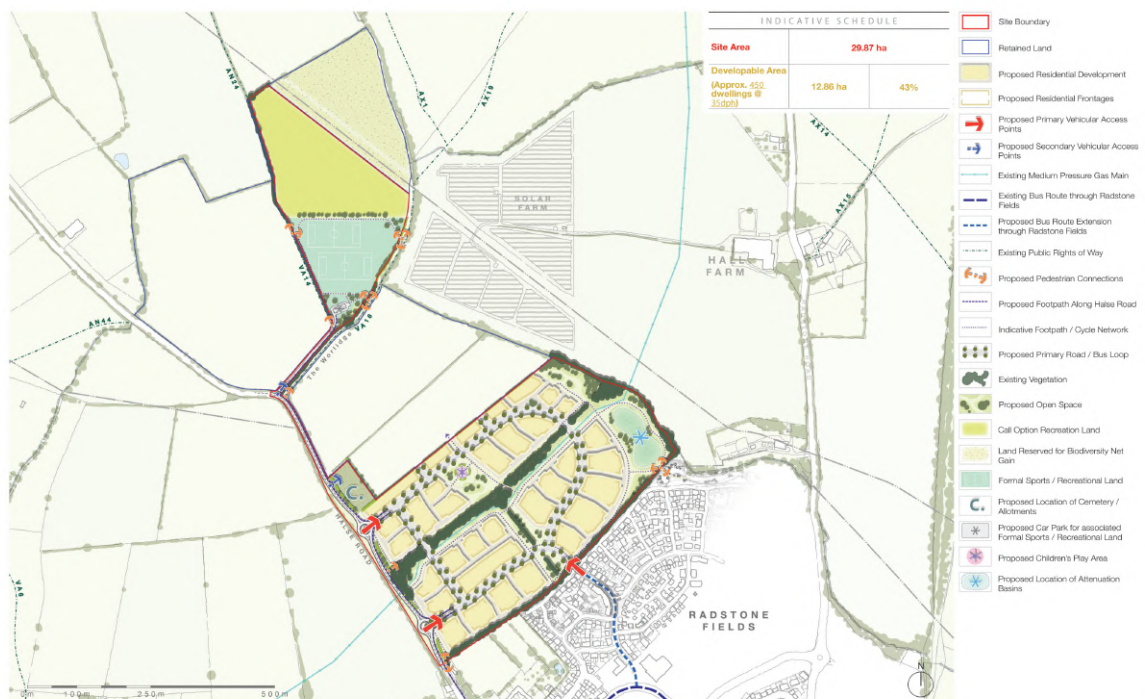 INDICATIVE SCHEDULE
Site Area
29.87 ha
Developable Area
(Approx. 450
dwellings @
35dph)
12.86 ha
43%
Site Boundary
Retained Land
Proposed Residential Development
Proposed Residential Frontages
Proposed Primary Vehicular Access
Points
Proposed Secondary Vehicular Access
Points
Existing Medium Pressure Gas Main
Existing Bus Route through Radstone
Fields
Proposed Bus Route Extension
through Radstone Fields
Existing Public Rights of Way
Proposed Pedestrian Connections
Proposed Footpath Along Halse Road
Indicative Footpath / Cycle Network
Proposed Primary Road / Bus Loop
Existing Vegetation
Proposed Open Space
Call Option Recreation Land
Land Reserved for Biodiversity Net
Gain
Formal Sports / Recreational Land
Proposed Location of Cemetery /
Allotments
Proposed Car Park for associated
Formal Sports / Recreational Land
Proposed Children's Play Area
Proposed Location of Attenuation
Basins
AN24
AX1
AX19
AX14
AX15
SOLAR
FARM
HALL
FARM
VA14
VA18
AN44
The Worlidge
HALSE ROAD
VA6
RADSTONE
FIELDS
0m
100m
250m
500m
N